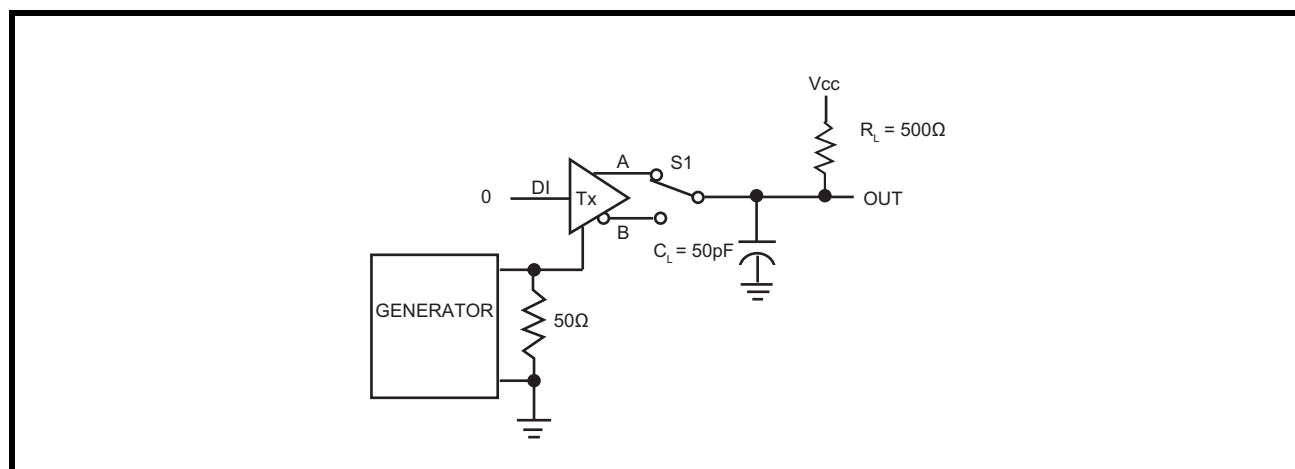 Vcc
R_L = 500Ω
A
S1
0
DI
Tx
OUT
B
C_L = 50pF
GENERATOR
50Ω